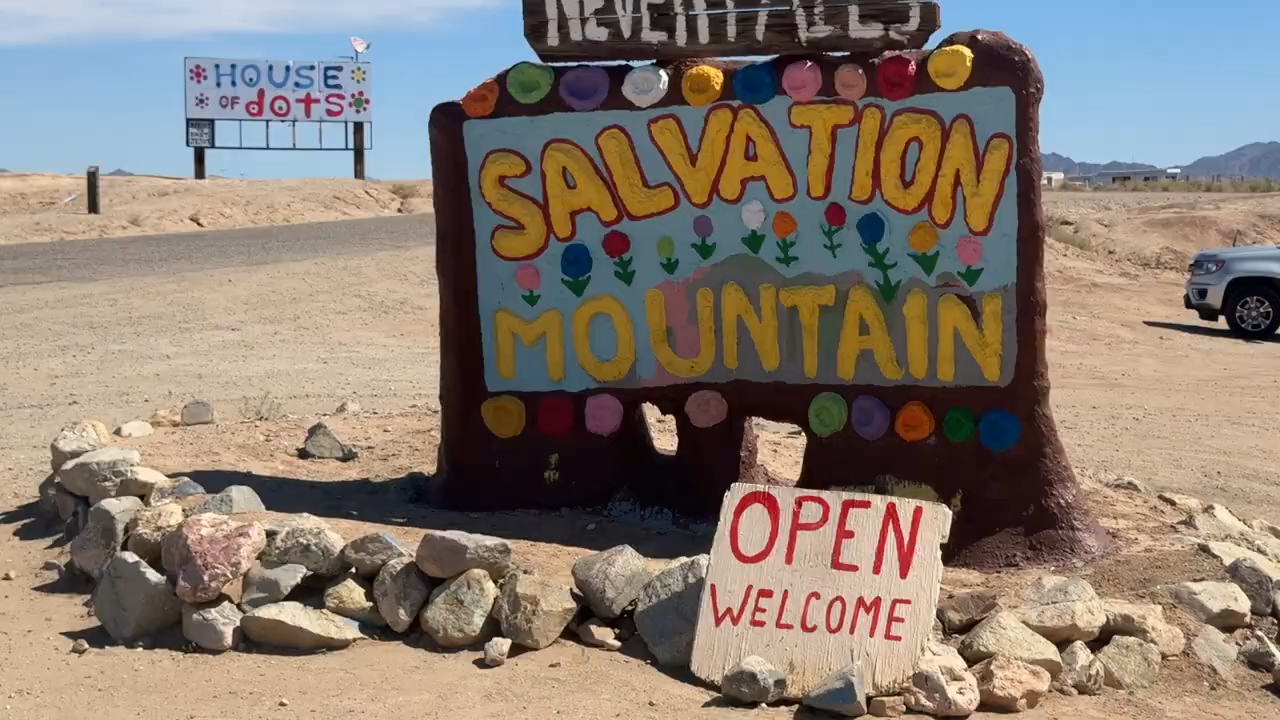 HOUSE
OF dOTS
SALVATION
MOUNTAIN
OPEN
WELCOME